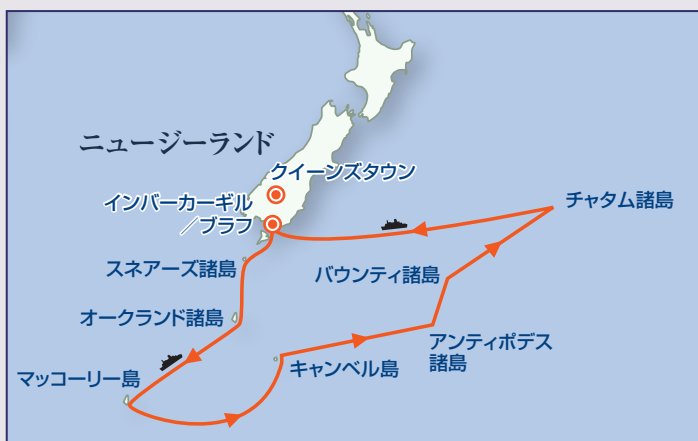 ニュージーランド
クイーンズタウン
インバーカーギル
／ブラフ
チャタム諸島
スネアーズ諸島
バウンティ諸島
オークランド諸島
アンティポデス
諸島
キャンベル島
マッコーリー島